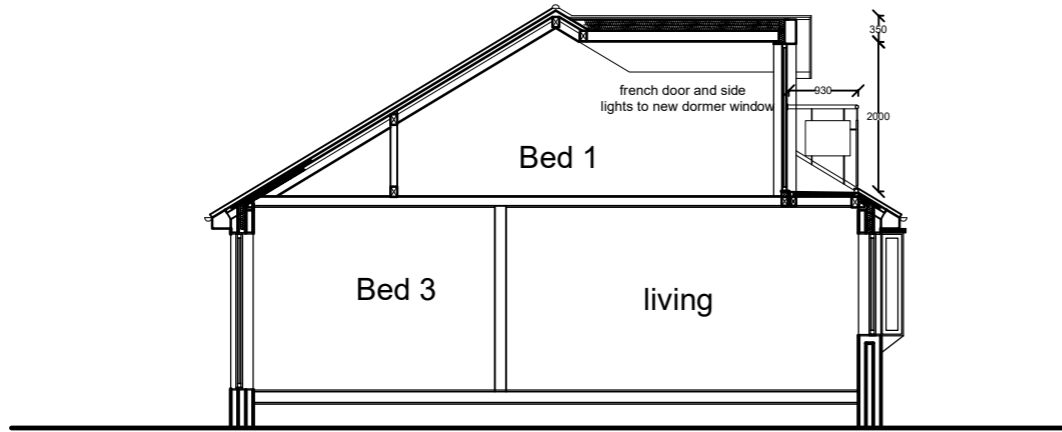 350
french door and side
lights to new dormer window
930
2000
Bed 1
Bed 3
living